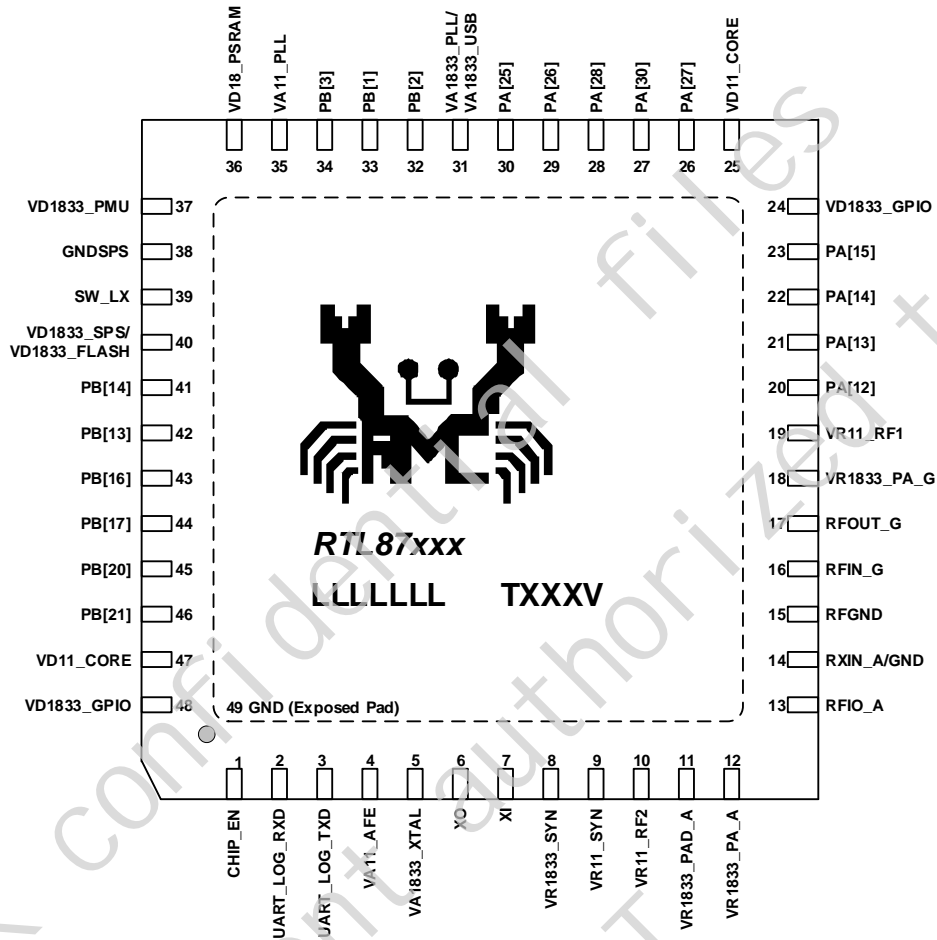 VD18_PSRAM
VA11_PLL
PB[3]
PB[1]
PB[2]
VA1833_PLL/
VA1833_USB
PA[25]
PA[26]
PA[28]
PA[30]
PA[27]
VD11_CORE
36 35 34 33 32 31 30 29 28 27 26 25
VD1833_PMU 37
GNDSPS 38
SW_LX 39
VD1833_SPS/
VD1833_FLASH 40
PB[14] 41
PB[13] 42
PB[16] 43
PB[17] 44
PB[20] 45
PB[21] 46
VD11_CORE 47
VD1833_GPIO 48
24 VD1833_GPIO
23 PA[15]
22 PA[14]
21 PA[13]
20 PA[12]
19 VR11_RF1
18 VR1833_PA_G
17 RFOUT_G
16 RFIN_G
15 RFGND
14 RXIN_A/GND
13 RFIO_A
RTL87xxx
LLLLLLL TXXXV
49 GND (Exposed Pad)
1 2 3 4 5 6 7 8 9 10 11 12
CHIP_EN
UART_LOG_RXD
UART_LOG_TXD
VA11_AFE
VA1833_XTAL
XO
XI
VR1833_SYN
VR11_SYN
VR11_RF2
VR1833_PAD_A
VR1833_PA_A
confidential files
authorized